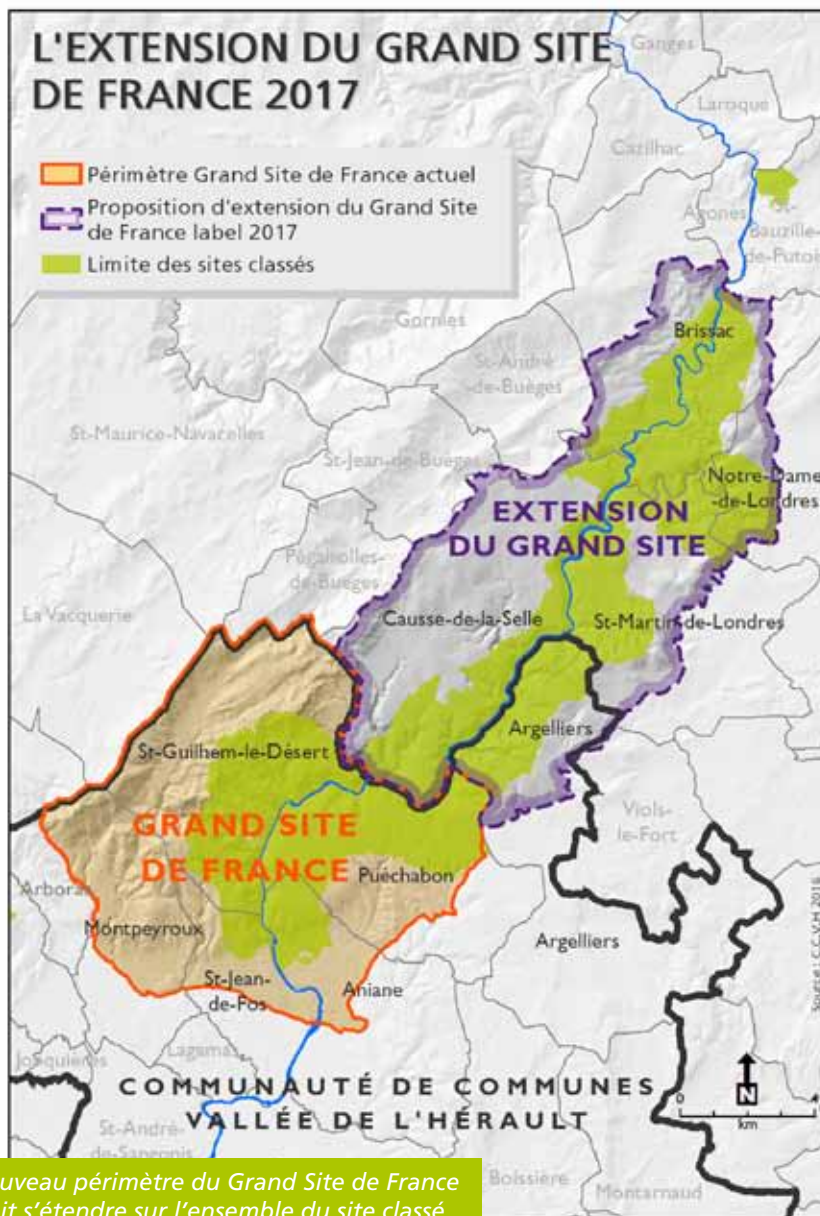 L'EXTENSION DU GRAND SITE
DE FRANCE 2017
Périmètre Grand Site de France actuel
Proposition d'extension du Grand Site
de France label 2017
Limite des sites classés
Ganges
Laroque
Cazilhac
Agonès
St-
Bauzille-
de-Putois
Gornies
Brissac
St-André
-de-Buèges
St-Maurice-Navacelles
St-Jean-de-Buèges
Notre-Dame
-de-Londres
EXTENSION
DU GRAND SITE
Pégairolles-
de-Buèges
La Vacquerie
Causse-de-la-Selle
St-Martin-de-Londres
Argelliers
St-Guilhem-le-Désert
Viols-
le-Fort
GRAND SITE
DE FRANCE
Puéchabon
Arboras
Montpeyroux
Argelliers
St-Jean-
de-Fos
Aniane
Source : C.C.V.H 2016
Jonquières
Lagamas
COMMUNAUTÉ DE COMMUNES
VALLÉE DE L'HÉRAULT
N
0 4
km
St-André-
de-Sangonis
Boissière
Montarnaud
uveau périmètre du Grand Site de France
it s'étendre sur l'ensemble du site classé